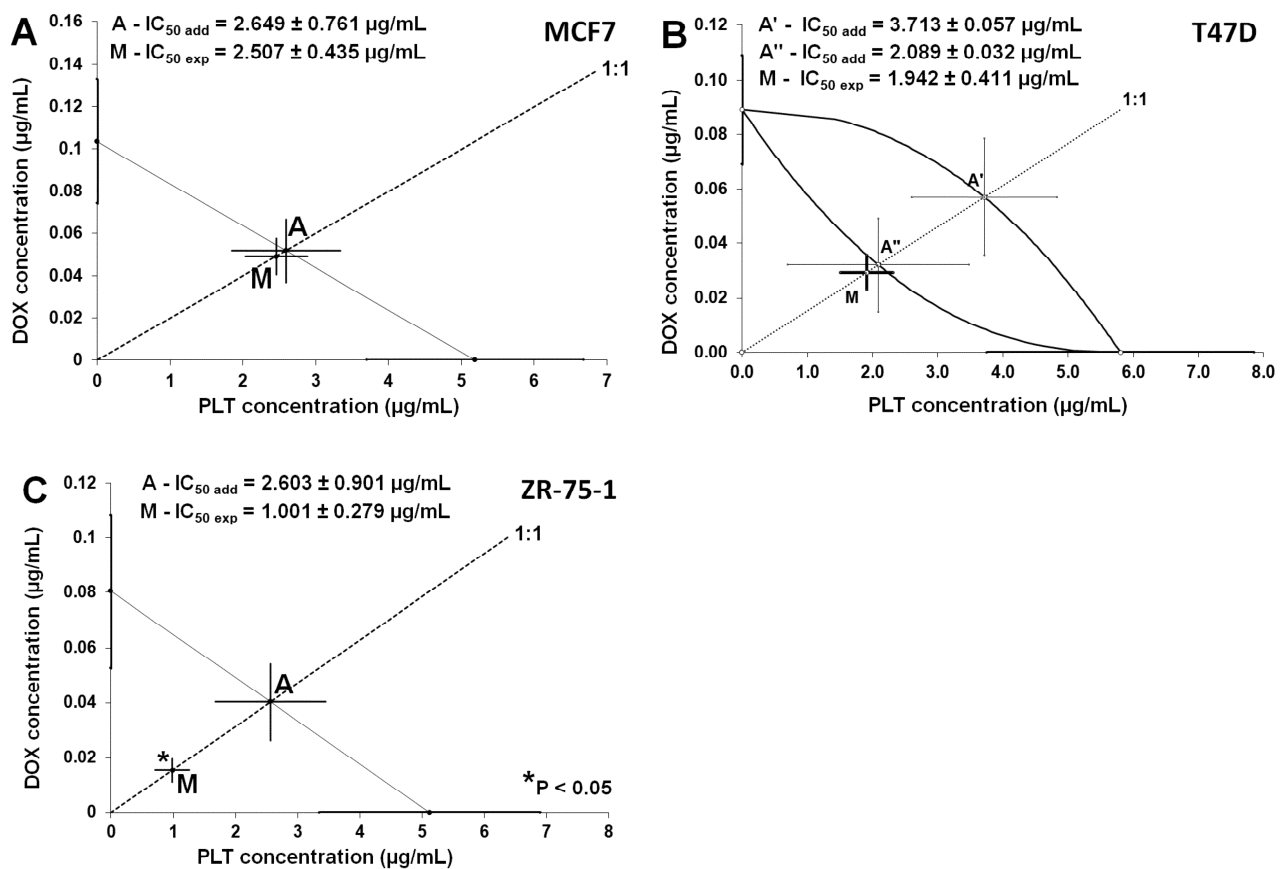 A
A - IC50 add = 2.649 ± 0.761 µg/mL
M - IC50 exp = 2.507 ± 0.435 µg/mL
MCF7
1:1
A
M
DOX concentration (µg/mL)
0.16
0.14
0.12
0.1
0.08
0.06
0.04
0.02
0
0 1 2 3 4 5 6 7
PLT concentration (µg/mL)
B
A' - IC50 add = 3.713 ± 0.057 µg/mL
A'' - IC50 add = 2.089 ± 0.032 µg/mL
M - IC50 exp = 1.942 ± 0.411 µg/mL
T47D
1:1
A'
A''
M
DOX concentration (µg/mL)
0.12
0.10
0.08
0.06
0.04
0.02
0.00
0.0 1.0 2.0 3.0 4.0 5.0 6.0 7.0 8.0
PLT concentration (µg/mL)
C
A - IC50 add = 2.603 ± 0.901 µg/mL
M - IC50 exp = 1.001 ± 0.279 µg/mL
ZR-75-1
1:1
A
*
M
*P < 0.05
DOX concentration (µg/mL)
0.12
0.1
0.08
0.06
0.04
0.02
0
0 1 2 3 4 5 6 7 8
PLT concentration (µg/mL)